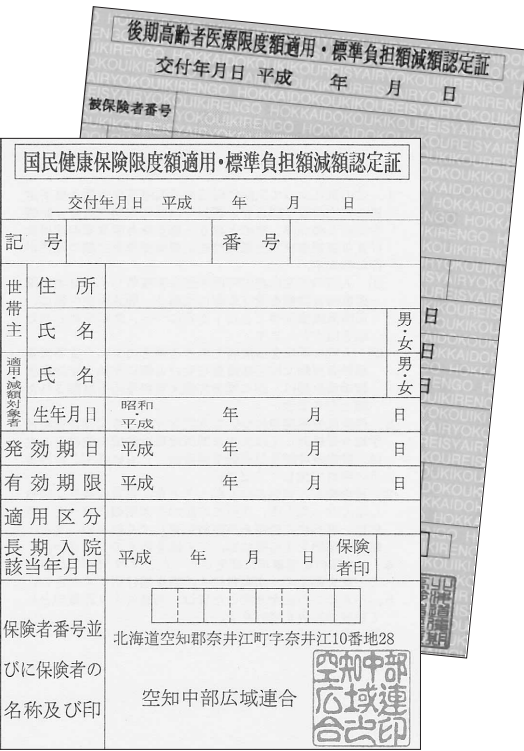 後期高齢者医療限度額適用・標準負担額減額認定証
交付年月日 平成 年 月 日
被保険者番号
日
日
日
国民健康保険限度額適用・標準負担額減額認定証
交付年月日 平成 年 月 日
記号 番号
世帯主
住所
氏名 男・女
適用・減額対象者
氏名 男・女
生年月日 昭和・平成 年 月 日
発効期日 平成 年 月 日
有効期限 平成 年 月 日
適用区分
長期入院
該当年月日 平成 年 月 日 保険
者印
保険者番号並
びに保険者の
名称及び印
北海道空知郡奈井江町字奈井江10番地28
空知中部広域連合
空知中部
広域連
合之印